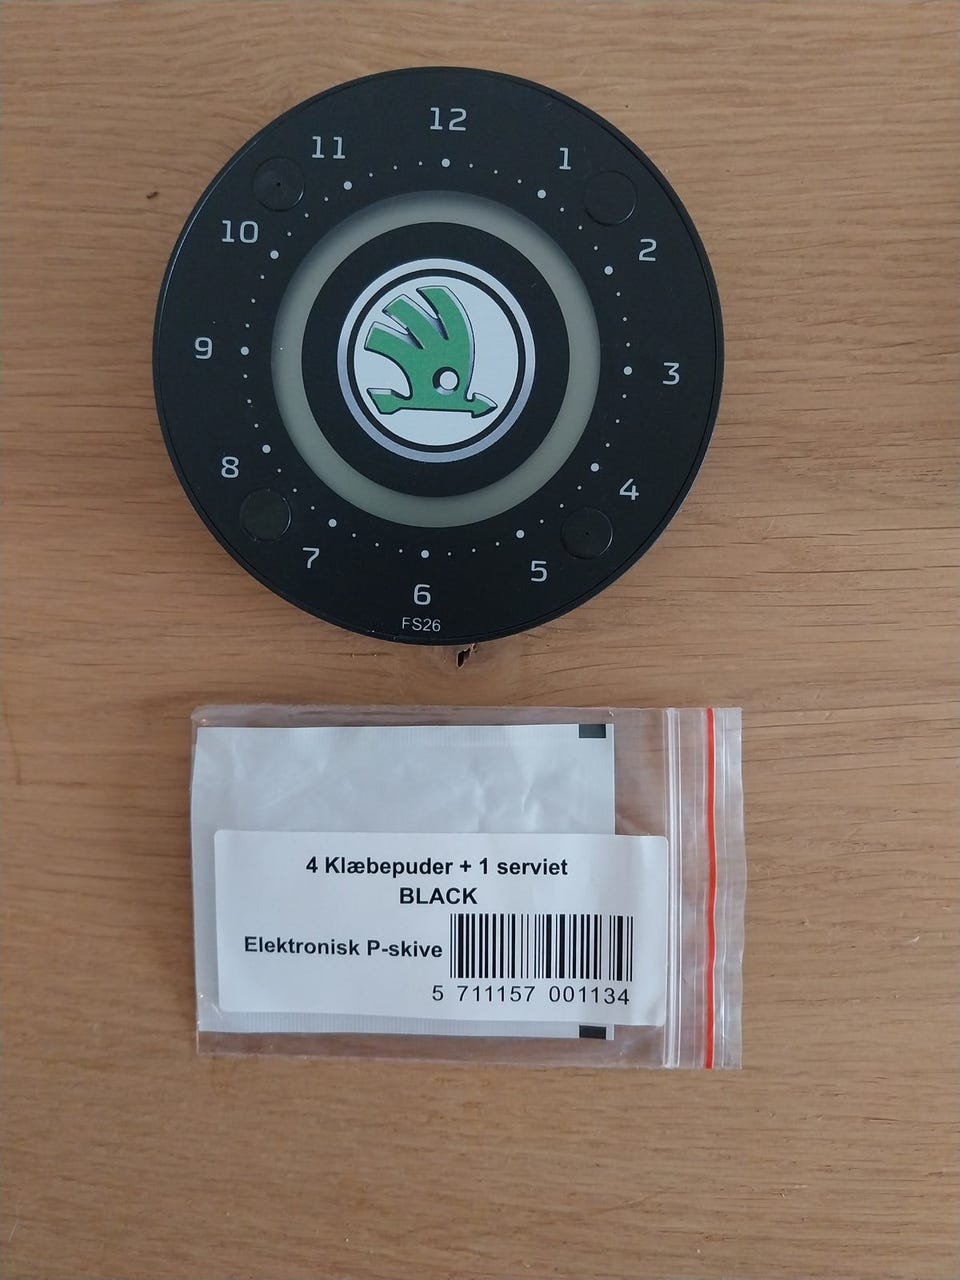 12
1
2
3
4
5
6
7
8
9
10
11
FS26
4 Klæbepuder + 1 serviet
BLACK
Elektronisk P-skive
5 711157 001134